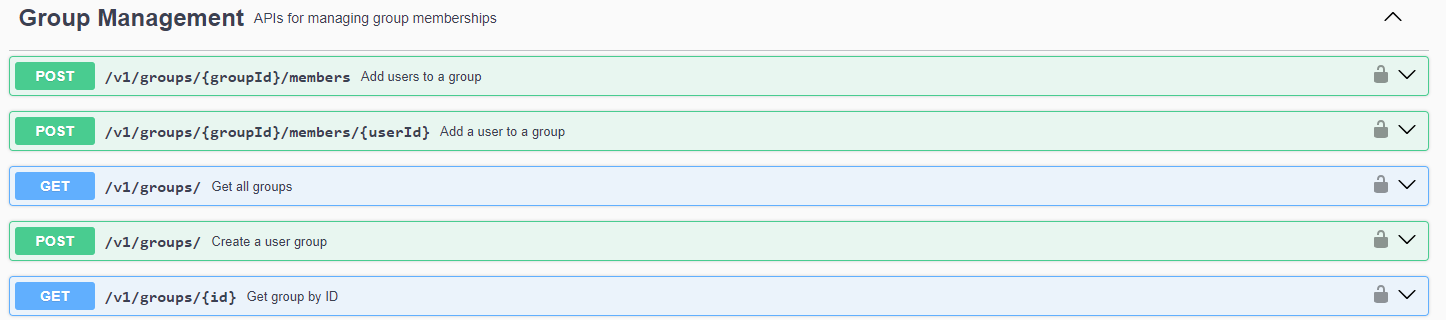 Group Management APIs for managing group memberships
POST /v1/groups/{groupId}/members Add users to a group
POST /v1/groups/{groupId}/members/{userId} Add a user to a group
GET /v1/groups/ Get all groups
POST /v1/groups/ Create a user group
GET /v1/groups/{id} Get group by ID